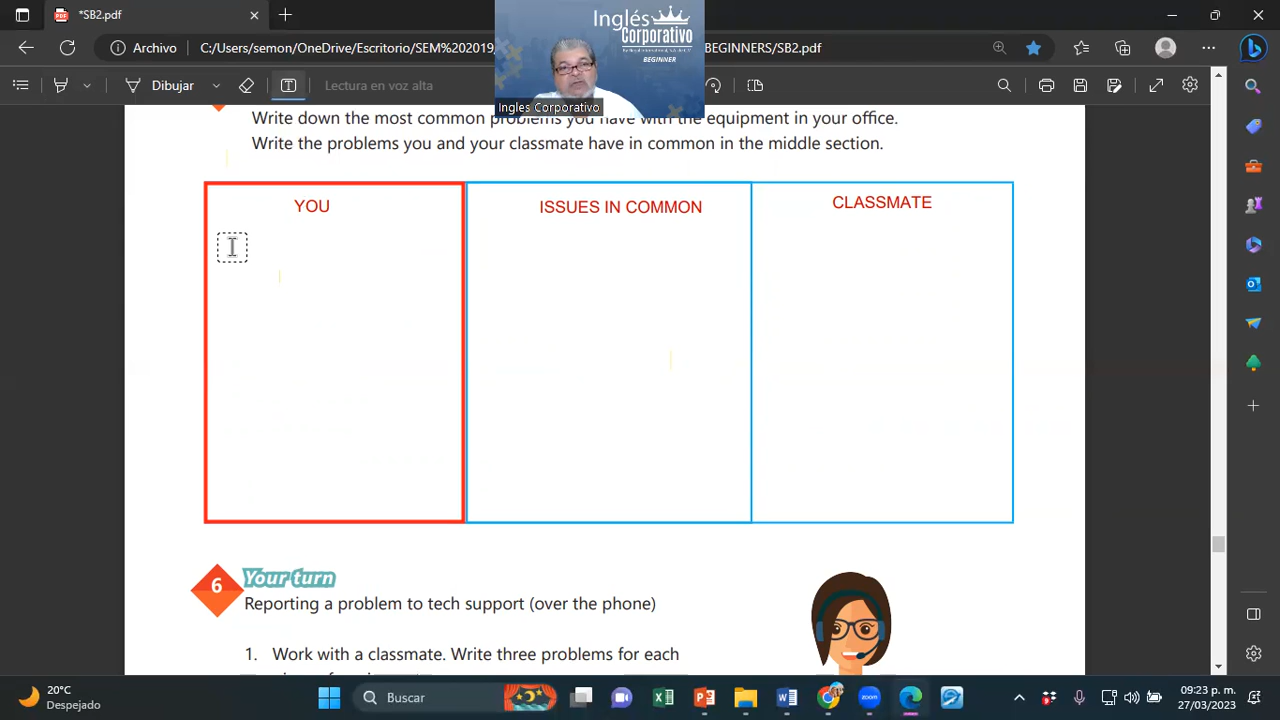 *SB2.pdf
Archivo
C:/Users/semon/OneDrive/Escritorio/SEM%202019
BEGINNERS/SB2.pdf
Dibujar
Lectura en voz alta
Inglés
Corporativo
BEGINNER
Ingles Corporativo
Write down the most common problems you have with the equipment in your office.
Write the problems you and your classmate have in common in the middle section.
YOU
ISSUES IN COMMON
CLASSMATE
6
Your turn
Reporting a problem to tech support (over the phone)
1. Work with a classmate. Write three problems for each
20°C
Despejado
Buscar
zoom
09:23 p. m.
27/03/2023